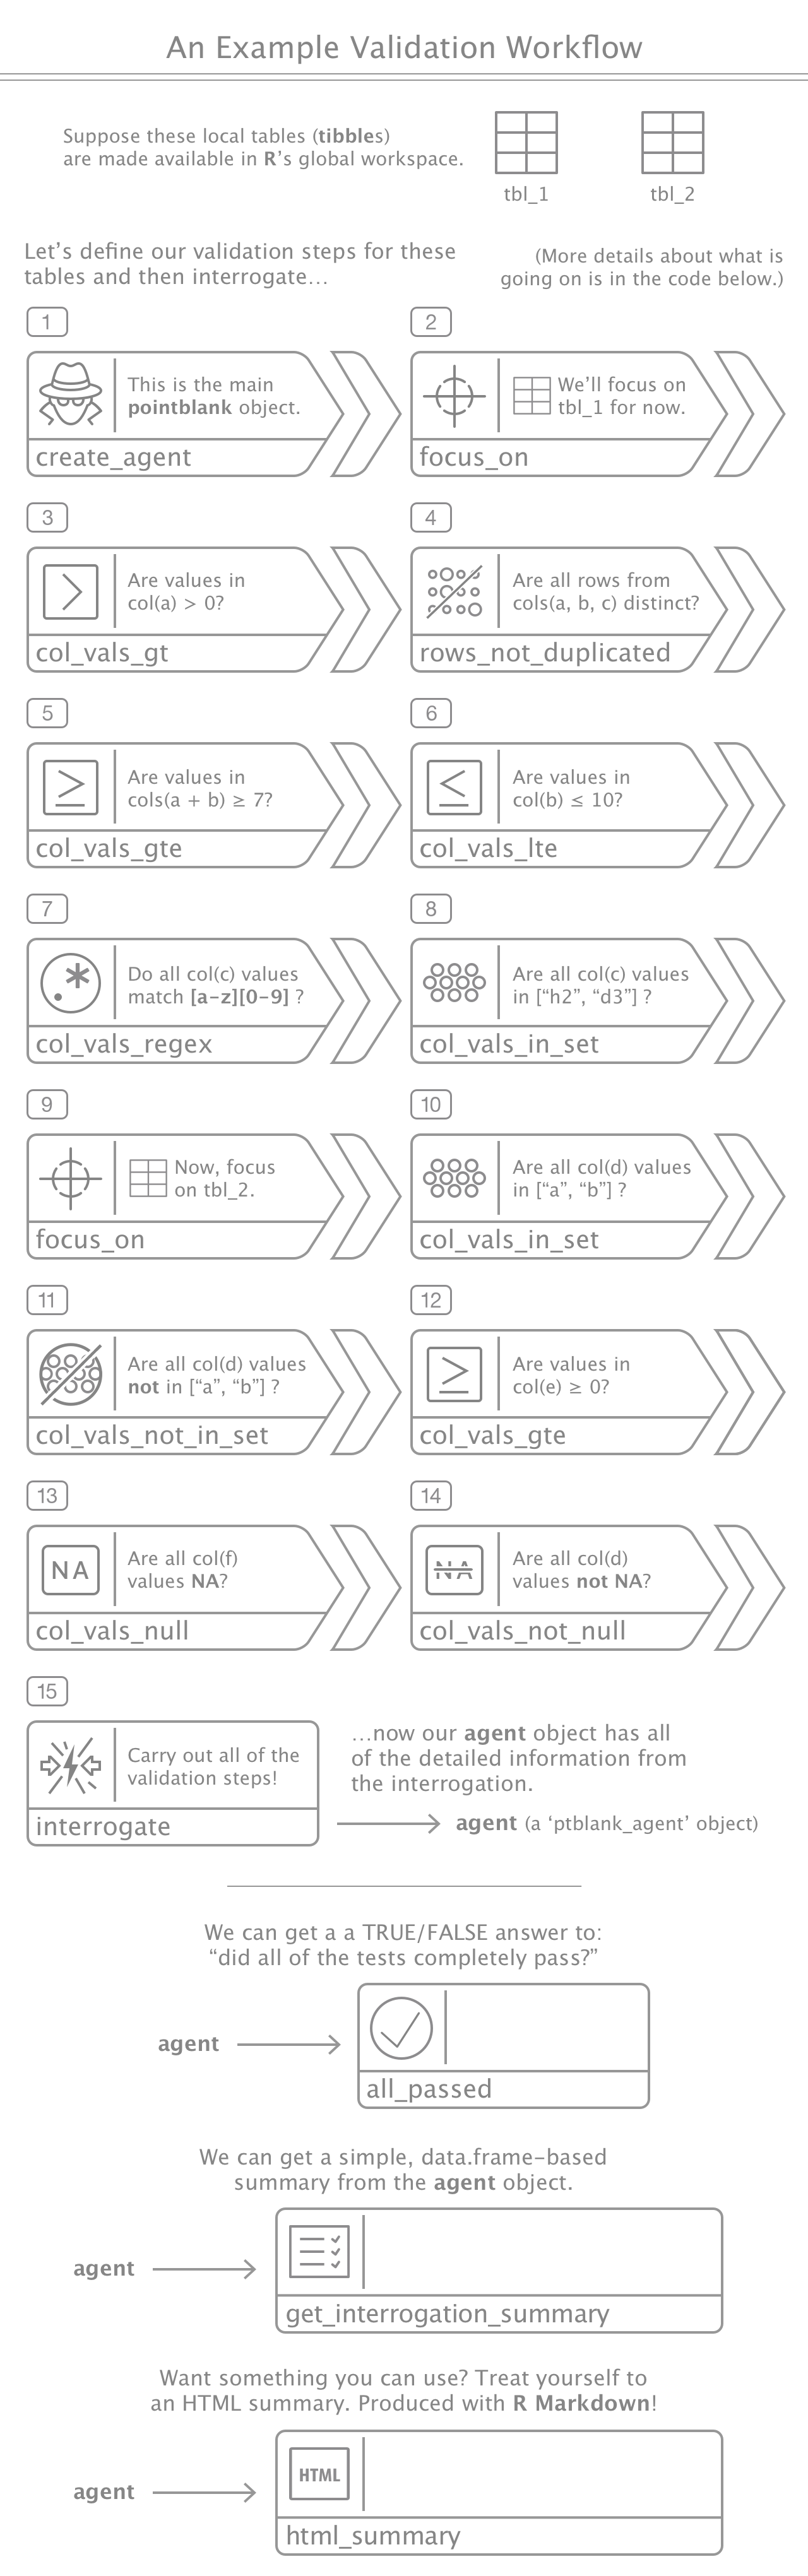 An Example Validation Workflow
Suppose these local tables (tibbles)
are made available in R’s global workspace.
tbl_1
tbl_2
Let’s define our validation steps for these
tables and then interrogate…
(More details about what is
going on is in the code below.)
1
This is the main
pointblank object.
create_agent
2
We’ll focus on
tbl_1 for now.
focus_on
3
Are values in
col(a) > 0?
col_vals_gt
4
Are all rows from
cols(a, b, c) distinct?
rows_not_duplicated
5
≥
Are values in
cols(a + b) ≥ 7?
col_vals_gte
6
≤
Are values in
col(b) ≤ 10?
col_vals_lte
7
.*
Do all col(c) values
match [a-z][0-9] ?
col_vals_regex
8
Are all col(c) values
in [“h2”, “d3”] ?
col_vals_in_set
9
Now, focus
on tbl_2.
focus_on
10
Are all col(d) values
in [“a”, “b”] ?
col_vals_in_set
11
Are all col(d) values
not in [“a”, “b”] ?
col_vals_not_in_set
12
≥
Are values in
col(e) ≥ 0?
col_vals_gte
13
NA
Are all col(f)
values NA?
col_vals_null
14
NA
Are all col(d)
values not NA?
col_vals_not_null
15
Carry out all of the
validation steps!
interrogate
…now our agent object has all
of the detailed information from
the interrogation.
agent (a ‘ptblank_agent’ object)
We can get a a TRUE/FALSE answer to:
“did all of the tests completely pass?”
agent
all_passed
We can get a simple, data.frame-based
summary from the agent object.
agent
get_interrogation_summary
Want something you can use? Treat yourself to
an HTML summary. Produced with R Markdown!
agent
HTML
html_summary